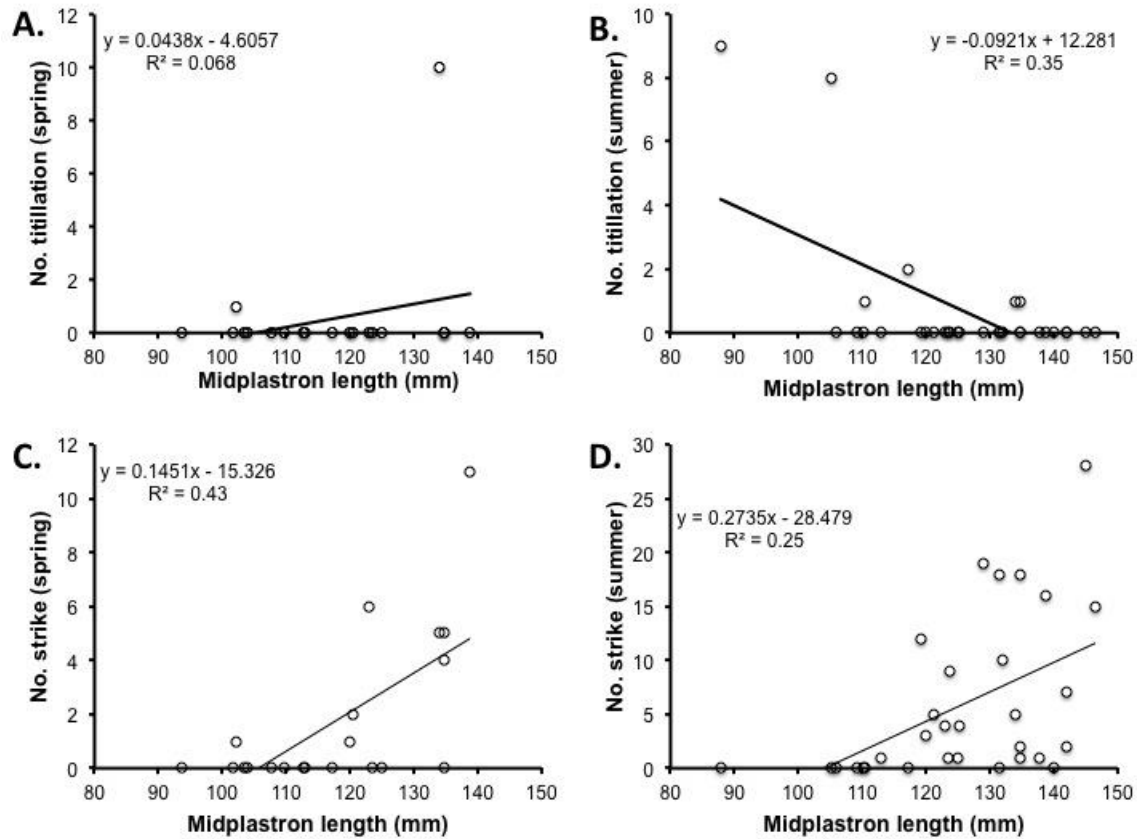 A.
y = 0.0438x - 4.6057
R² = 0.068
No. titillation (spring)
12
10
8
6
4
2
0
80 90 100 110 120 130 140 150
Midplastron length (mm)
B.
y = -0.0921x + 12.281
R² = 0.35
No. titillation (summer)
10
8
6
4
2
0
80 90 100 110 120 130 140 150
Midplastron length (mm)
C.
y = 0.1451x - 15.326
R² = 0.43
No. strike (spring)
12
10
8
6
4
2
0
80 90 100 110 120 130 140 150
Midplastron length (mm)
D.
y = 0.2735x - 28.479
R² = 0.25
No. strike (summer)
30
25
20
15
10
5
0
80 90 100 110 120 130 140 150
Midplastron length (mm)